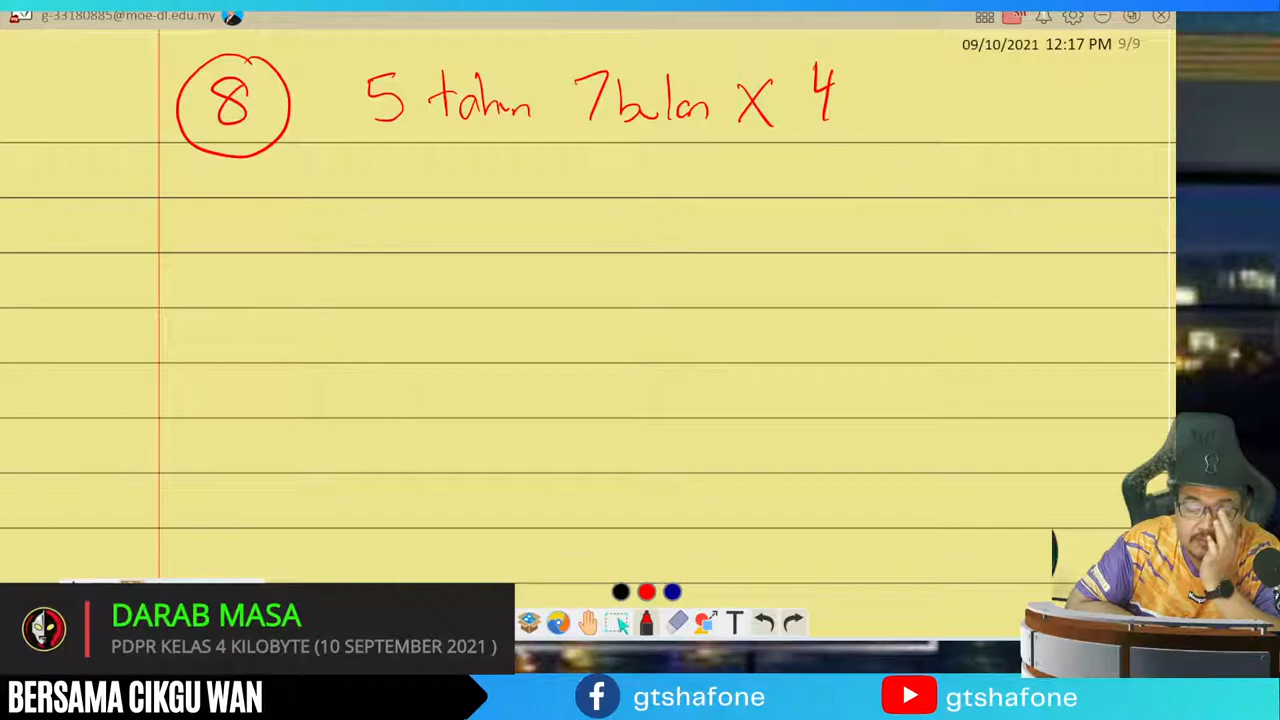 g-33180885@moe-dl.edu.my
09/10/2021 12:17 PM 9/9
8 5 tahun 7 bulan X 4
T
DARAB MASA
PDPR KELAS 4 KILOBYTE (10 SEPTEMBER 2021 )
BERSAMA CIKGU WAN
gtshafone
gtshafone